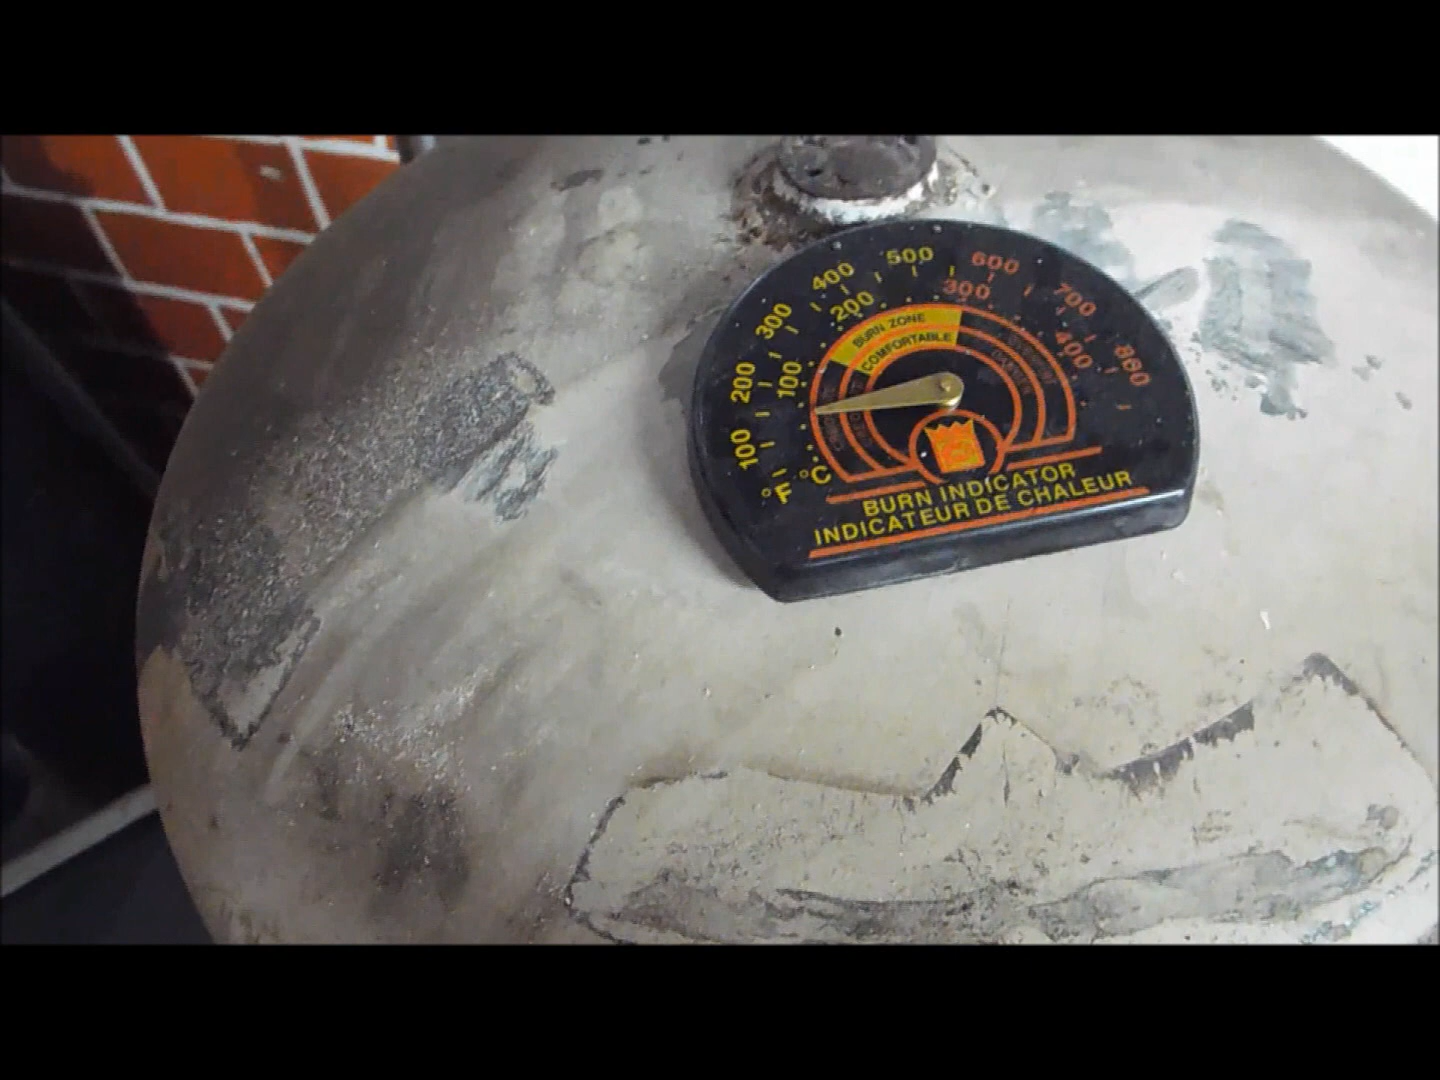 100 200 300 400 500 600 700 800
°F
100 200 300 400
°C
BURN ZONE
COMFORTABLE
BURN INDICATOR
INDICATEUR DE CHALEUR